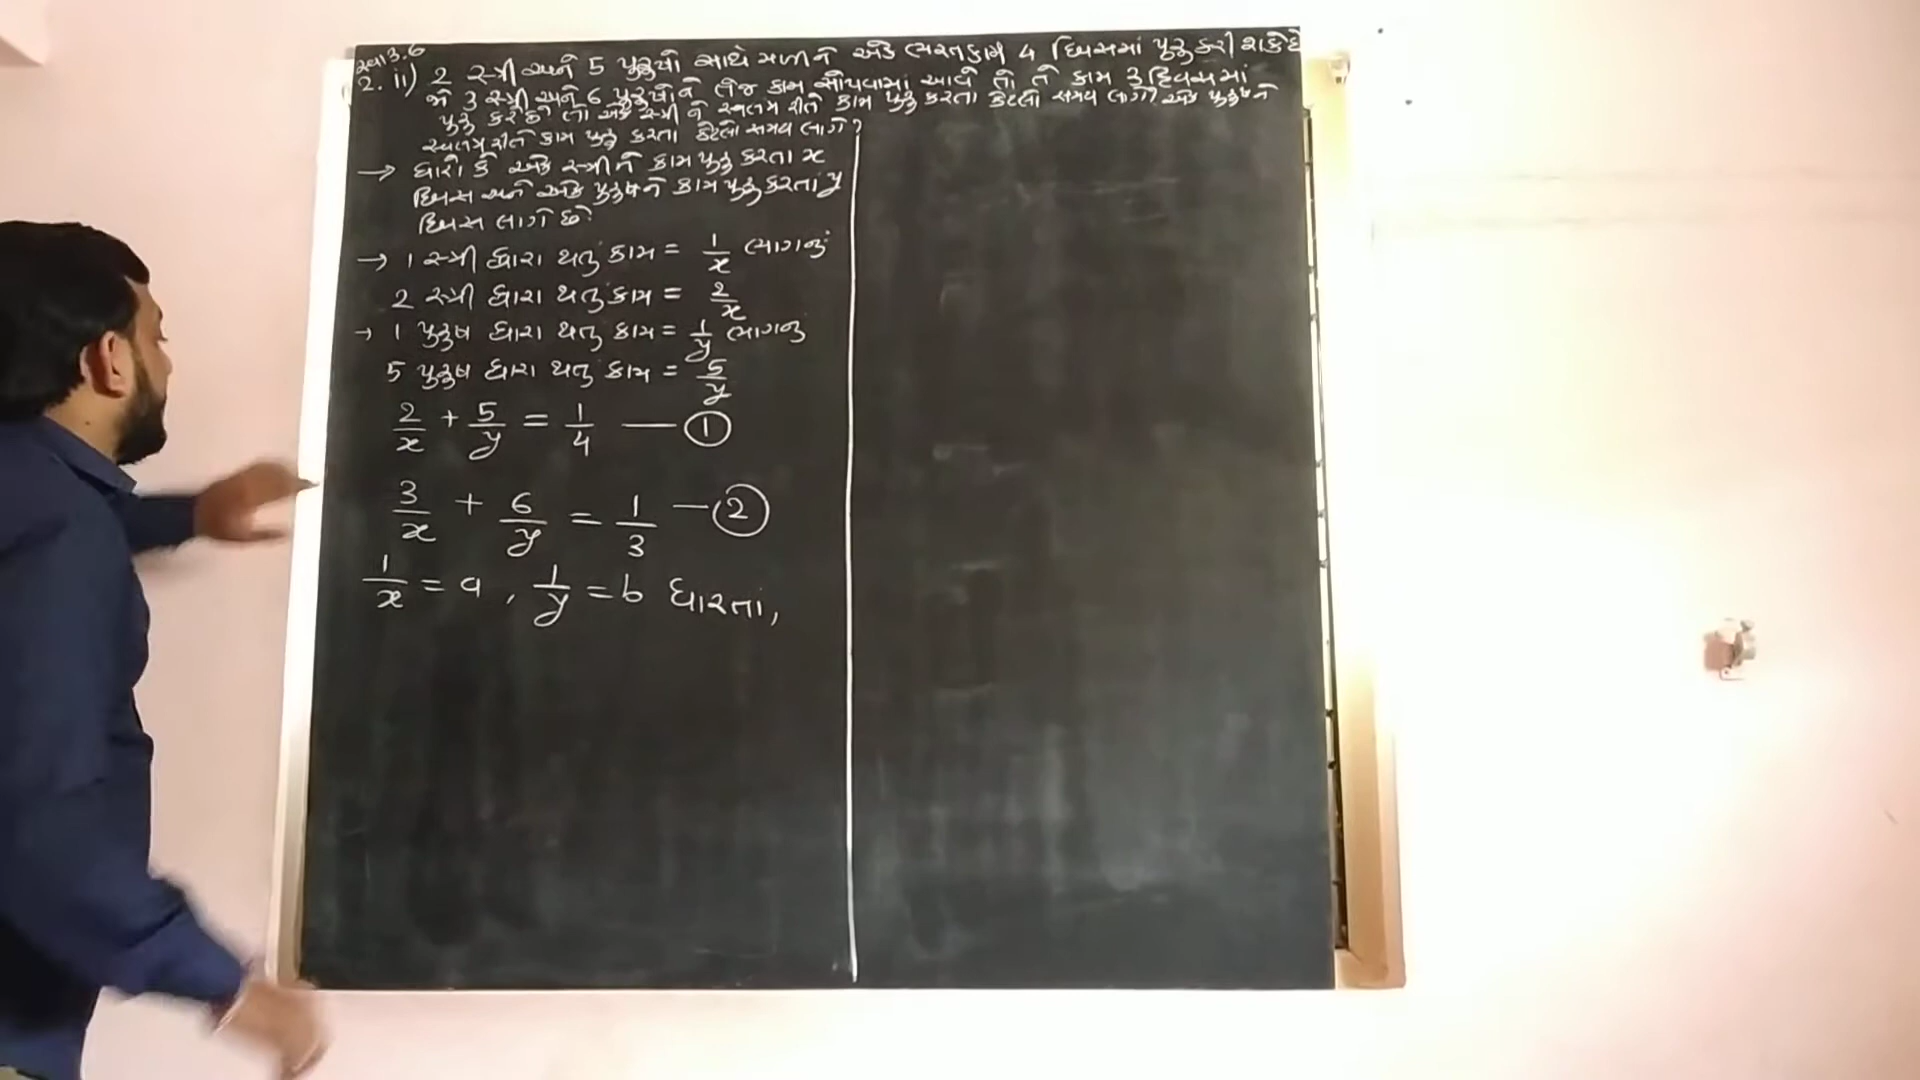 સ્વા 3.6
2. ii) 2 સ્ત્રી અને 5 પુરુષો સાથે મળીને એક ભરતકામ 4 દિવસમાં પુરુ કરી શકે છે
જો 3 સ્ત્રી અને 6 પુરુષોને તેજ કામ સોંપવામાં આવે તો તે કામ 3 દિવસમાં
પુરુ કરે છે તો એક સ્ત્રી ને સ્વતંત્ર રીતે કામ પુરુ કરતા કેટલો સમય લાગે? એક પુરુષને
સ્વતંત્ર રીતે કામ પુરુ કરતા કેટલો સમય લાગે?
→ ધારો કે એક સ્ત્રીને કામ પુરુ કરતા x
દિવસ અને એક પુરુષને કામ પુરુ કરતાં y
દિવસ લાગે છે
→ 1 સ્ત્રી દ્વારા થતું કામ = 1/x ભાગનું
2 સ્ત્રી દ્વારા થતું કામ = 2/x
→ 1 પુરુષ દ્વારા થતું કામ = 1/y ભાગનું
5 પુરુષ દ્વારા થતું કામ = 5/y
2/x + 5/y = 1/4 — ①
3/x + 6/y = 1/3 — ②
1/x = a , 1/y = b ધારતા,